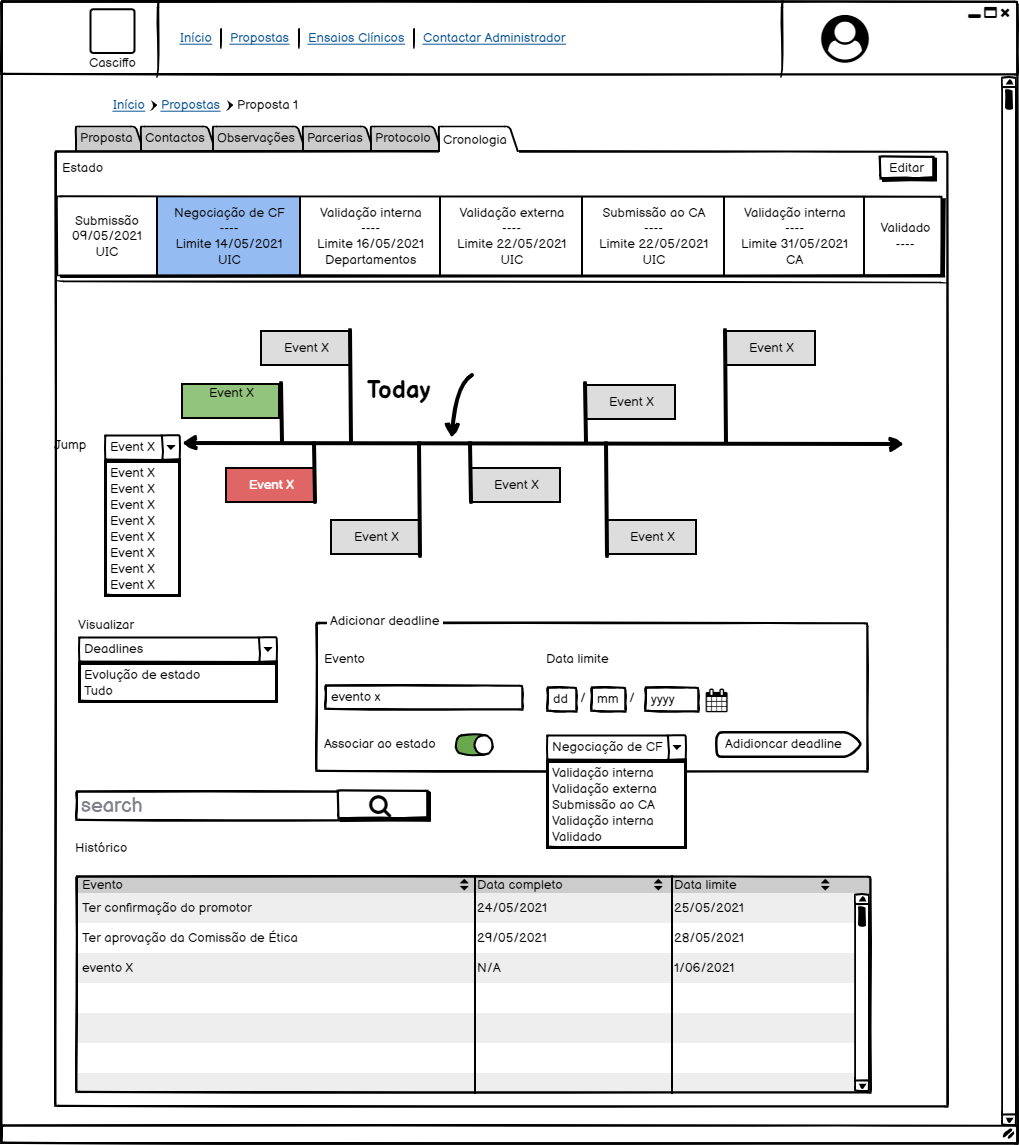 Casciffo
Início
Propostas
Ensaios Clínicos
Contactar Administrador
Início
Propostas
Proposta 1
Proposta
Contactos
Observações
Parcerias
Protocolo
Cronologia
Estado
Editar
Submissão
09/05/2021
UIC
Negociação de CF
----
Limite 14/05/2021
UIC
Validação interna
----
Limite 16/05/2021
Departamentos
Validação externa
----
Limite 22/05/2021
UIC
Submissão ao CA
----
Limite 22/05/2021
UIC
Validação interna
----
Limite 31/05/2021
CA
Validado
----
Event X
Event X
Today
Event X
Event X
Jump
Event X
Event X
Event X
Event X
Event X
Event X
Event X
Event X
Event X
Event X
Event X
Event X
Event X
Visualizar
Deadlines
Evolução de estado
Tudo
Adicionar deadline
Evento
Data limite
evento x
dd / mm / yyyy
Associar ao estado
Negociação de CF
Validação interna
Validação externa
Submissão ao CA
Validação interna
Validado
Adidioncar deadline
search
Histórico
Evento
Data completo
Data limite
Ter confirmação do promotor
24/05/2021
25/05/2021
Ter aprovação da Comissão de Ética
29/05/2021
28/05/2021
evento X
N/A
1/06/2021